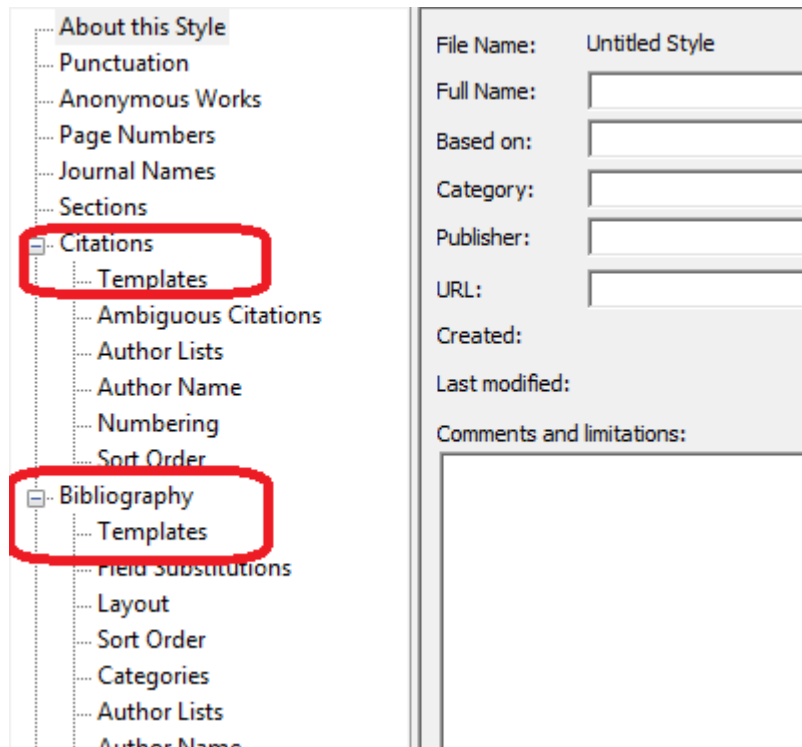 About this Style
Punctuation
Anonymous Works
Page Numbers
Journal Names
Sections
Citations
Templates
Ambiguous Citations
Author Lists
Author Name
Numbering
Sort Order
Bibliography
Templates
Field Substitutions
Layout
Sort Order
Categories
Author Lists
Author Name
File Name: Untitled Style
Full Name:
Based on:
Category:
Publisher:
URL:
Created:
Last modified:
Comments and limitations: